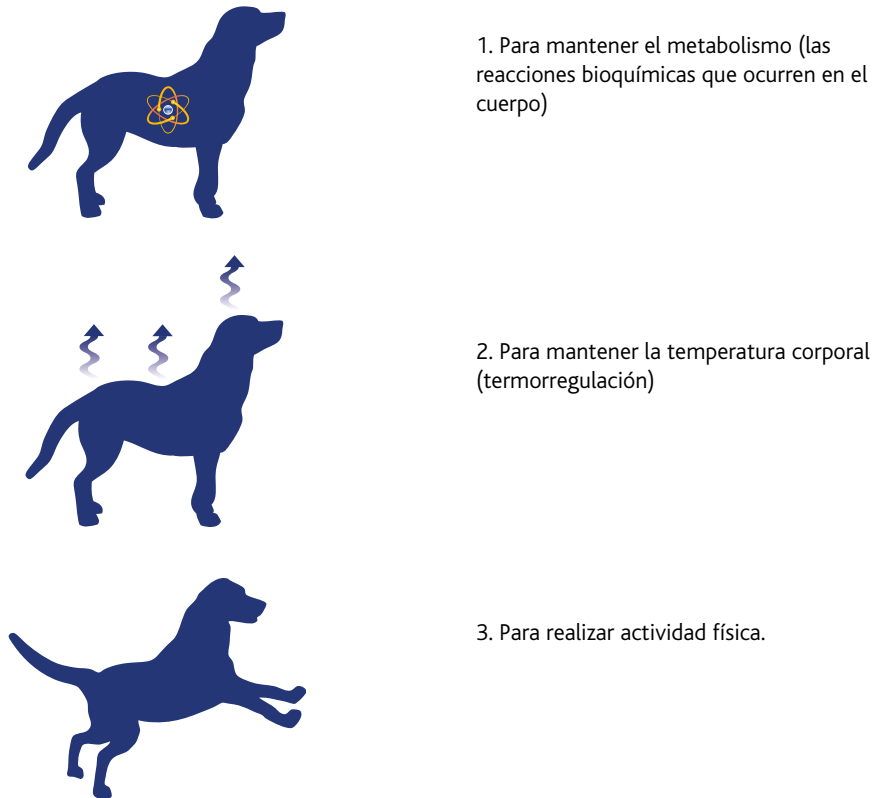 1. Para mantener el metabolismo (las
reacciones bioquímicas que ocurren en el
cuerpo)
2. Para mantener la temperatura corporal
(termorregulación)
3. Para realizar actividad física.